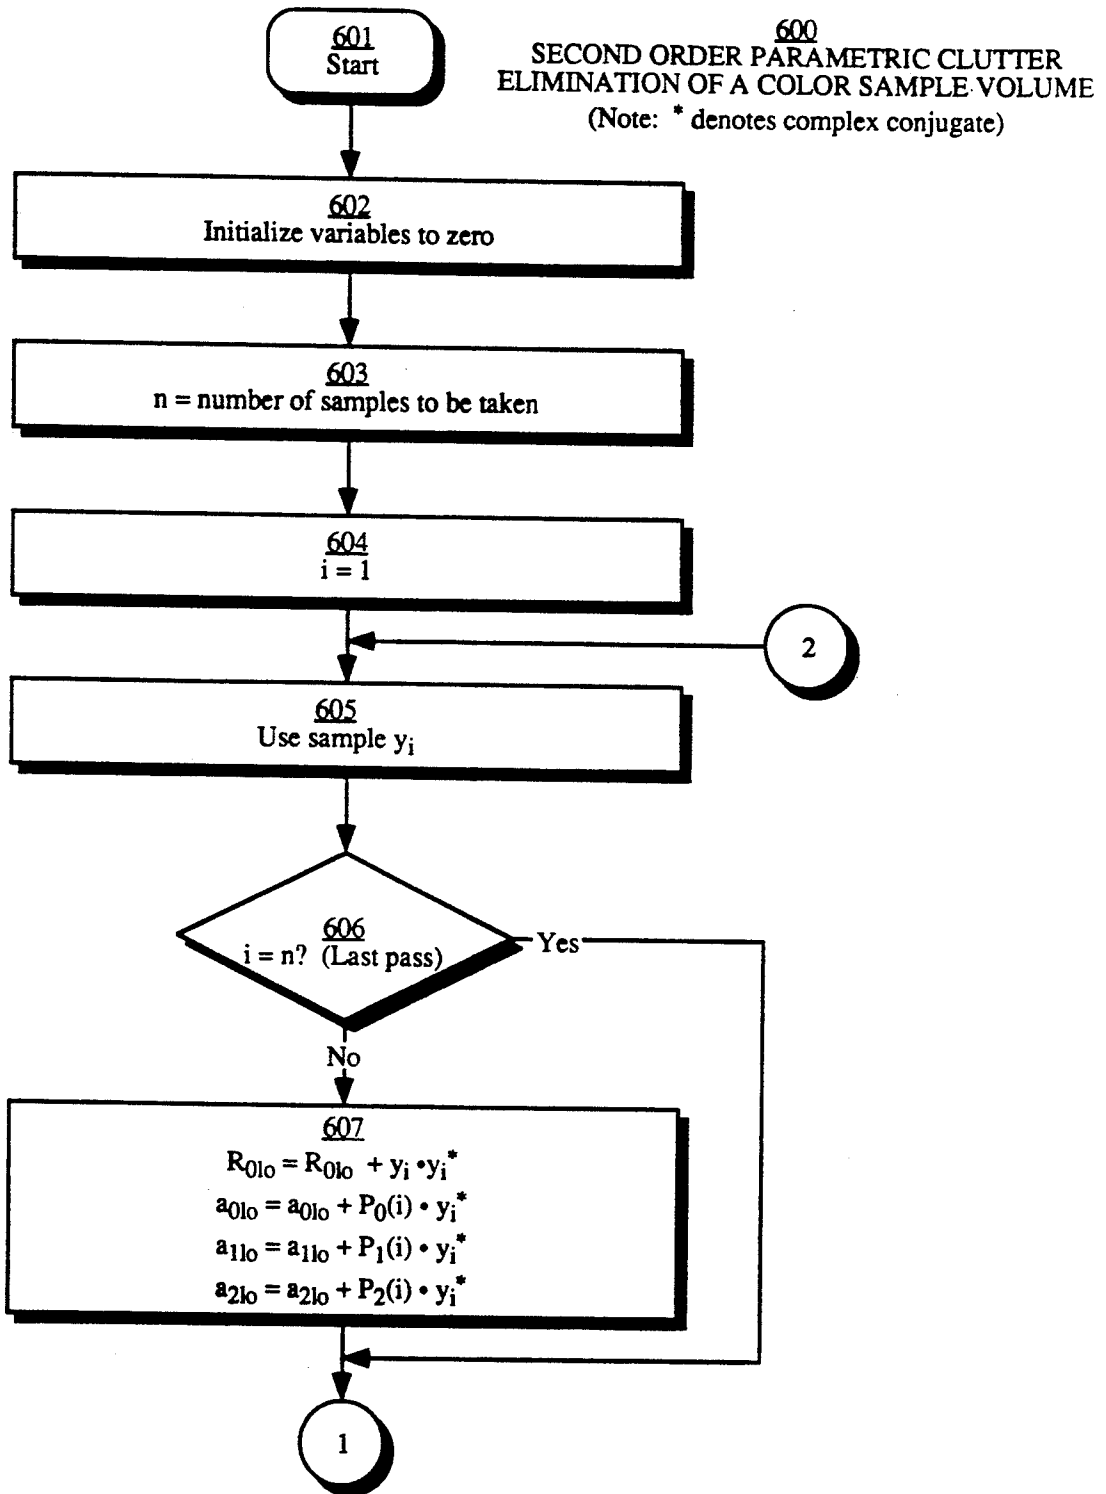 601
Start
600
SECOND ORDER PARAMETRIC CLUTTER
ELIMINATION OF A COLOR SAMPLE VOLUME
(Note: * denotes complex conjugate)
602
Initialize variables to zero
603
n = number of samples to be taken
604
i = 1
2
605
Use sample yᵢ
606
i = n? (Last pass)
Yes
No
607
R₀ₗₒ = R₀ₗₒ + yᵢ •yᵢ*
a₀ₗₒ = a₀ₗₒ + P₀(i) • yᵢ*
a₁ₗₒ = a₁ₗₒ + P₁(i) • yᵢ*
a₂ₗₒ = a₂ₗₒ + P₂(i) • yᵢ*
1